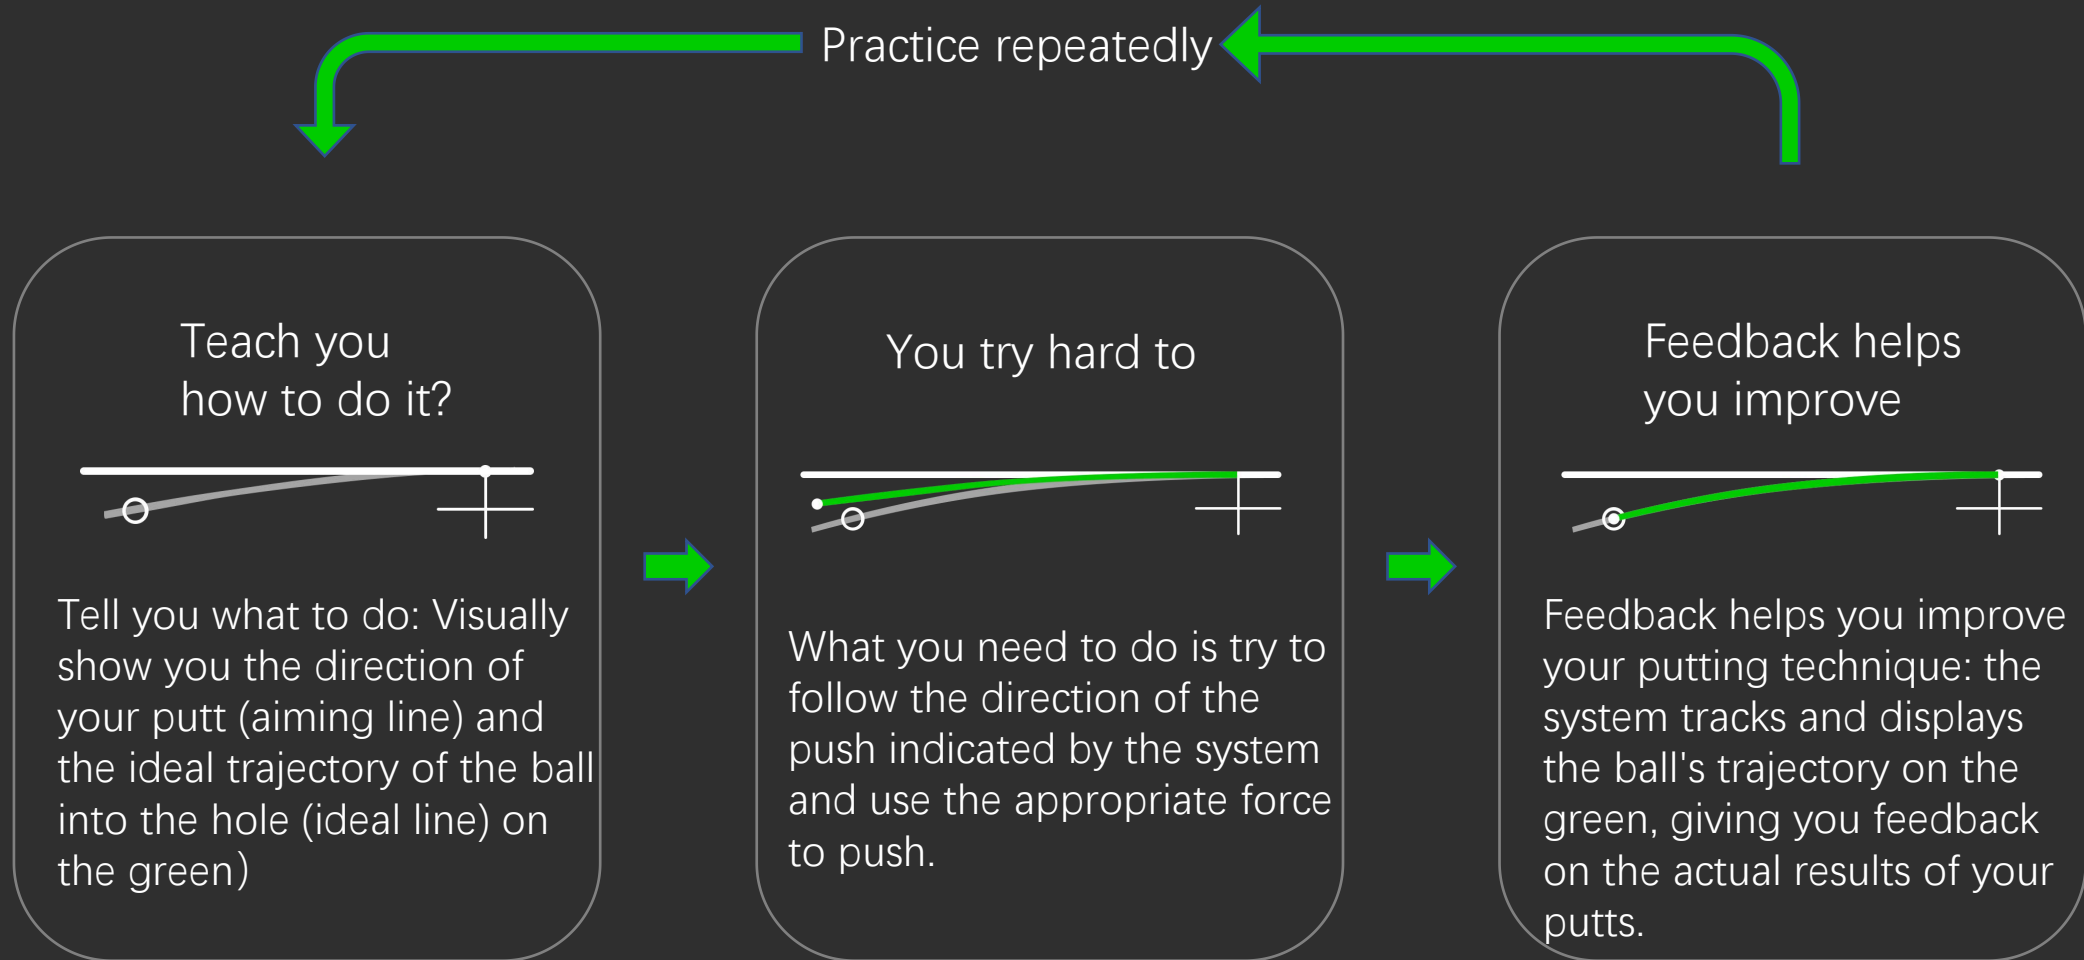 Practice repeatedly
Teach you
how to do it?
Tell you what to do: Visually
show you the direction of
your putt (aiming line) and
the ideal trajectory of the ball
into the hole (ideal line) on
the green)
You try hard to
What you need to do is try to
follow the direction of the
push indicated by the system
and use the appropriate force
to push.
Feedback helps
you improve
Feedback helps you improve
your putting technique: the
system tracks and displays
the ball's trajectory on the
green, giving you feedback
on the actual results of your
putts.